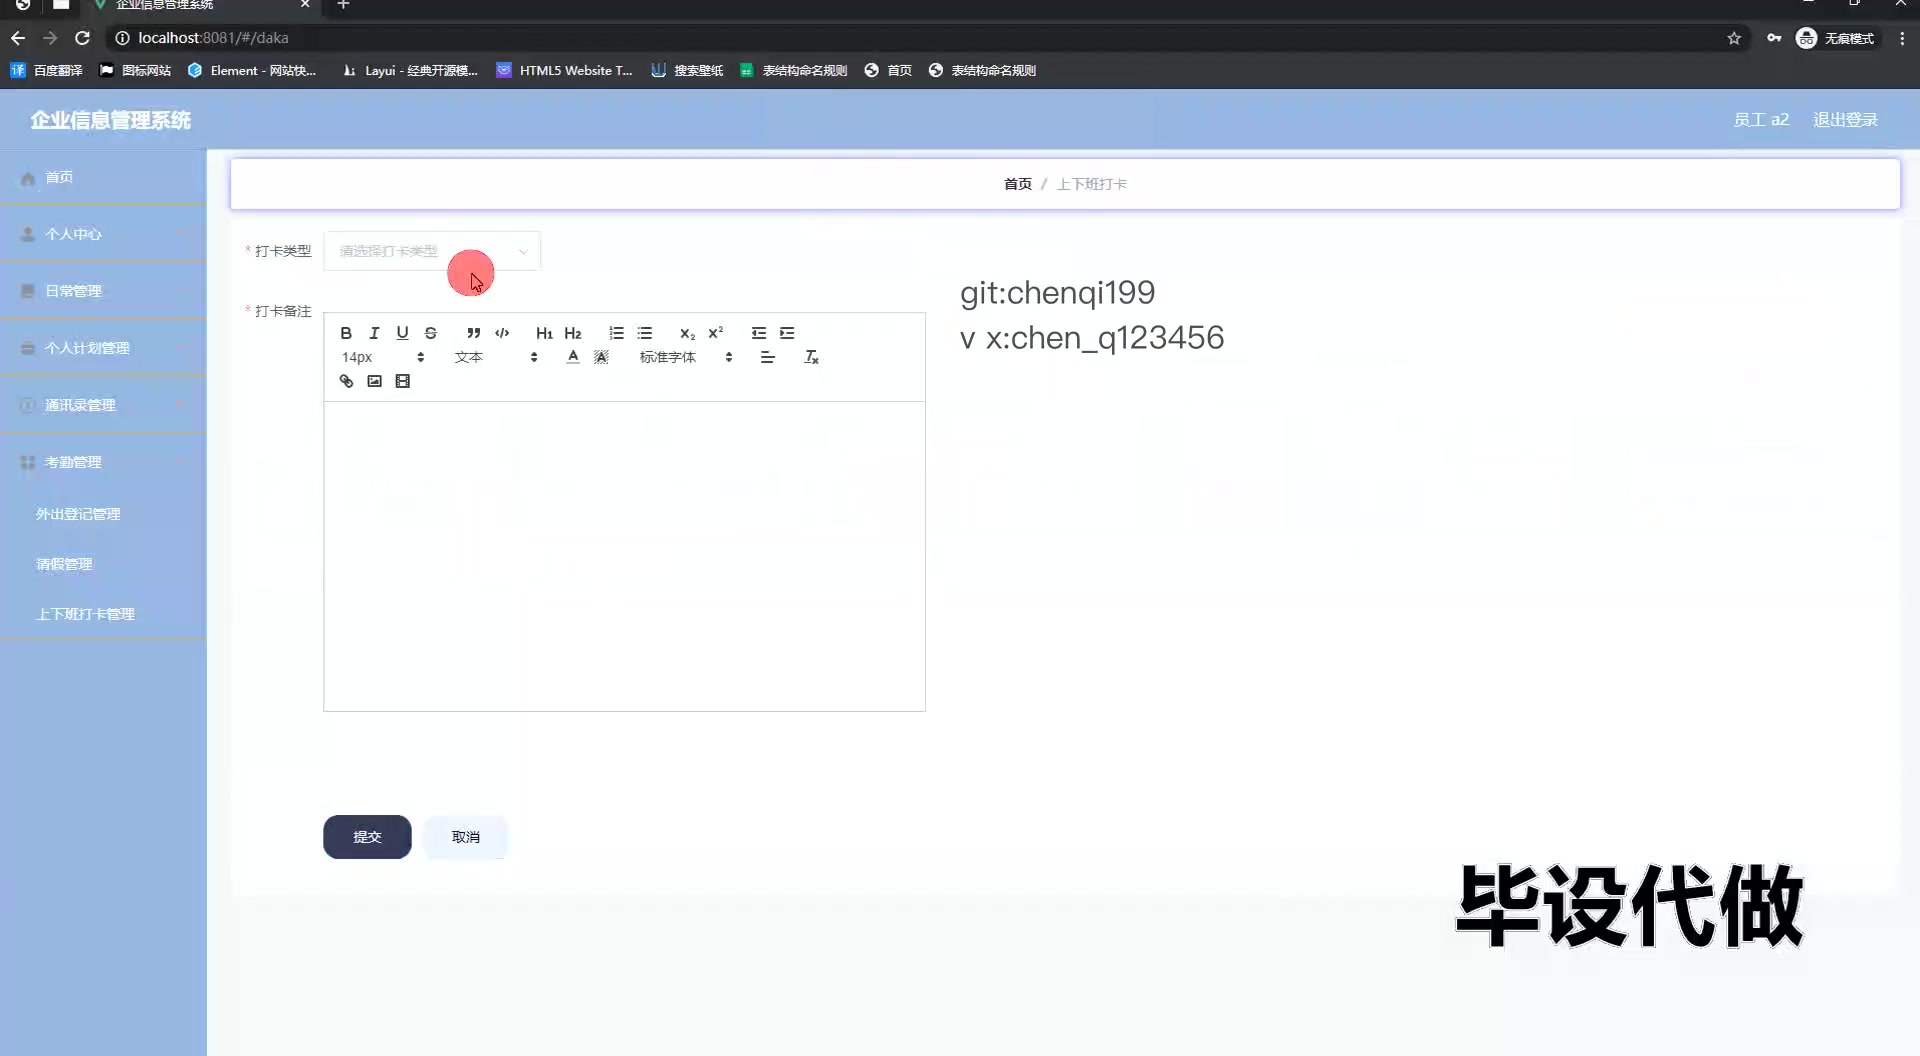 企业信息管理系统
localhost:8081/#/daka
无痕模式
百度翻译
图标网站
Element - 网站快...
Layui - 经典开源模...
HTML5 Website T...
搜索壁纸
表结构命名规则
首页
表结构命名规则
企业信息管理系统
员工 a2
退出登录
首页
个人中心
日常管理
个人计划管理
通讯录管理
考勤管理
外出登记管理
请假管理
上下班打卡管理
首页 / 上下班打卡
* 打卡类型
请选择打卡类型
* 打卡备注
14px
文本
标准字体
git:chenqi199
v x:chen_q123456
提交
取消
毕设代做